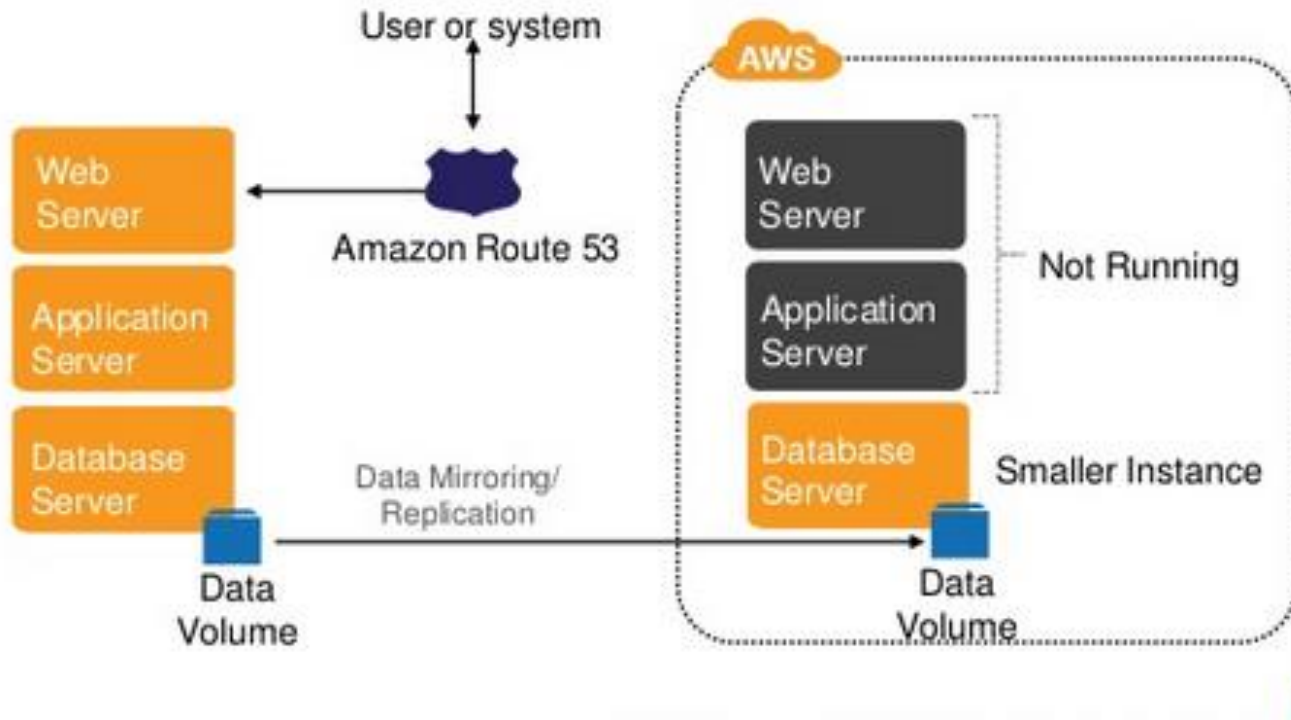 User or system
AWS
Web
Server
Amazon Route 53
Application
Server
Database
Server
Data Mirroring/
Replication
Data
Volume
Web
Server
Not Running
Application
Server
Database
Server
Smaller Instance
Data
Volume